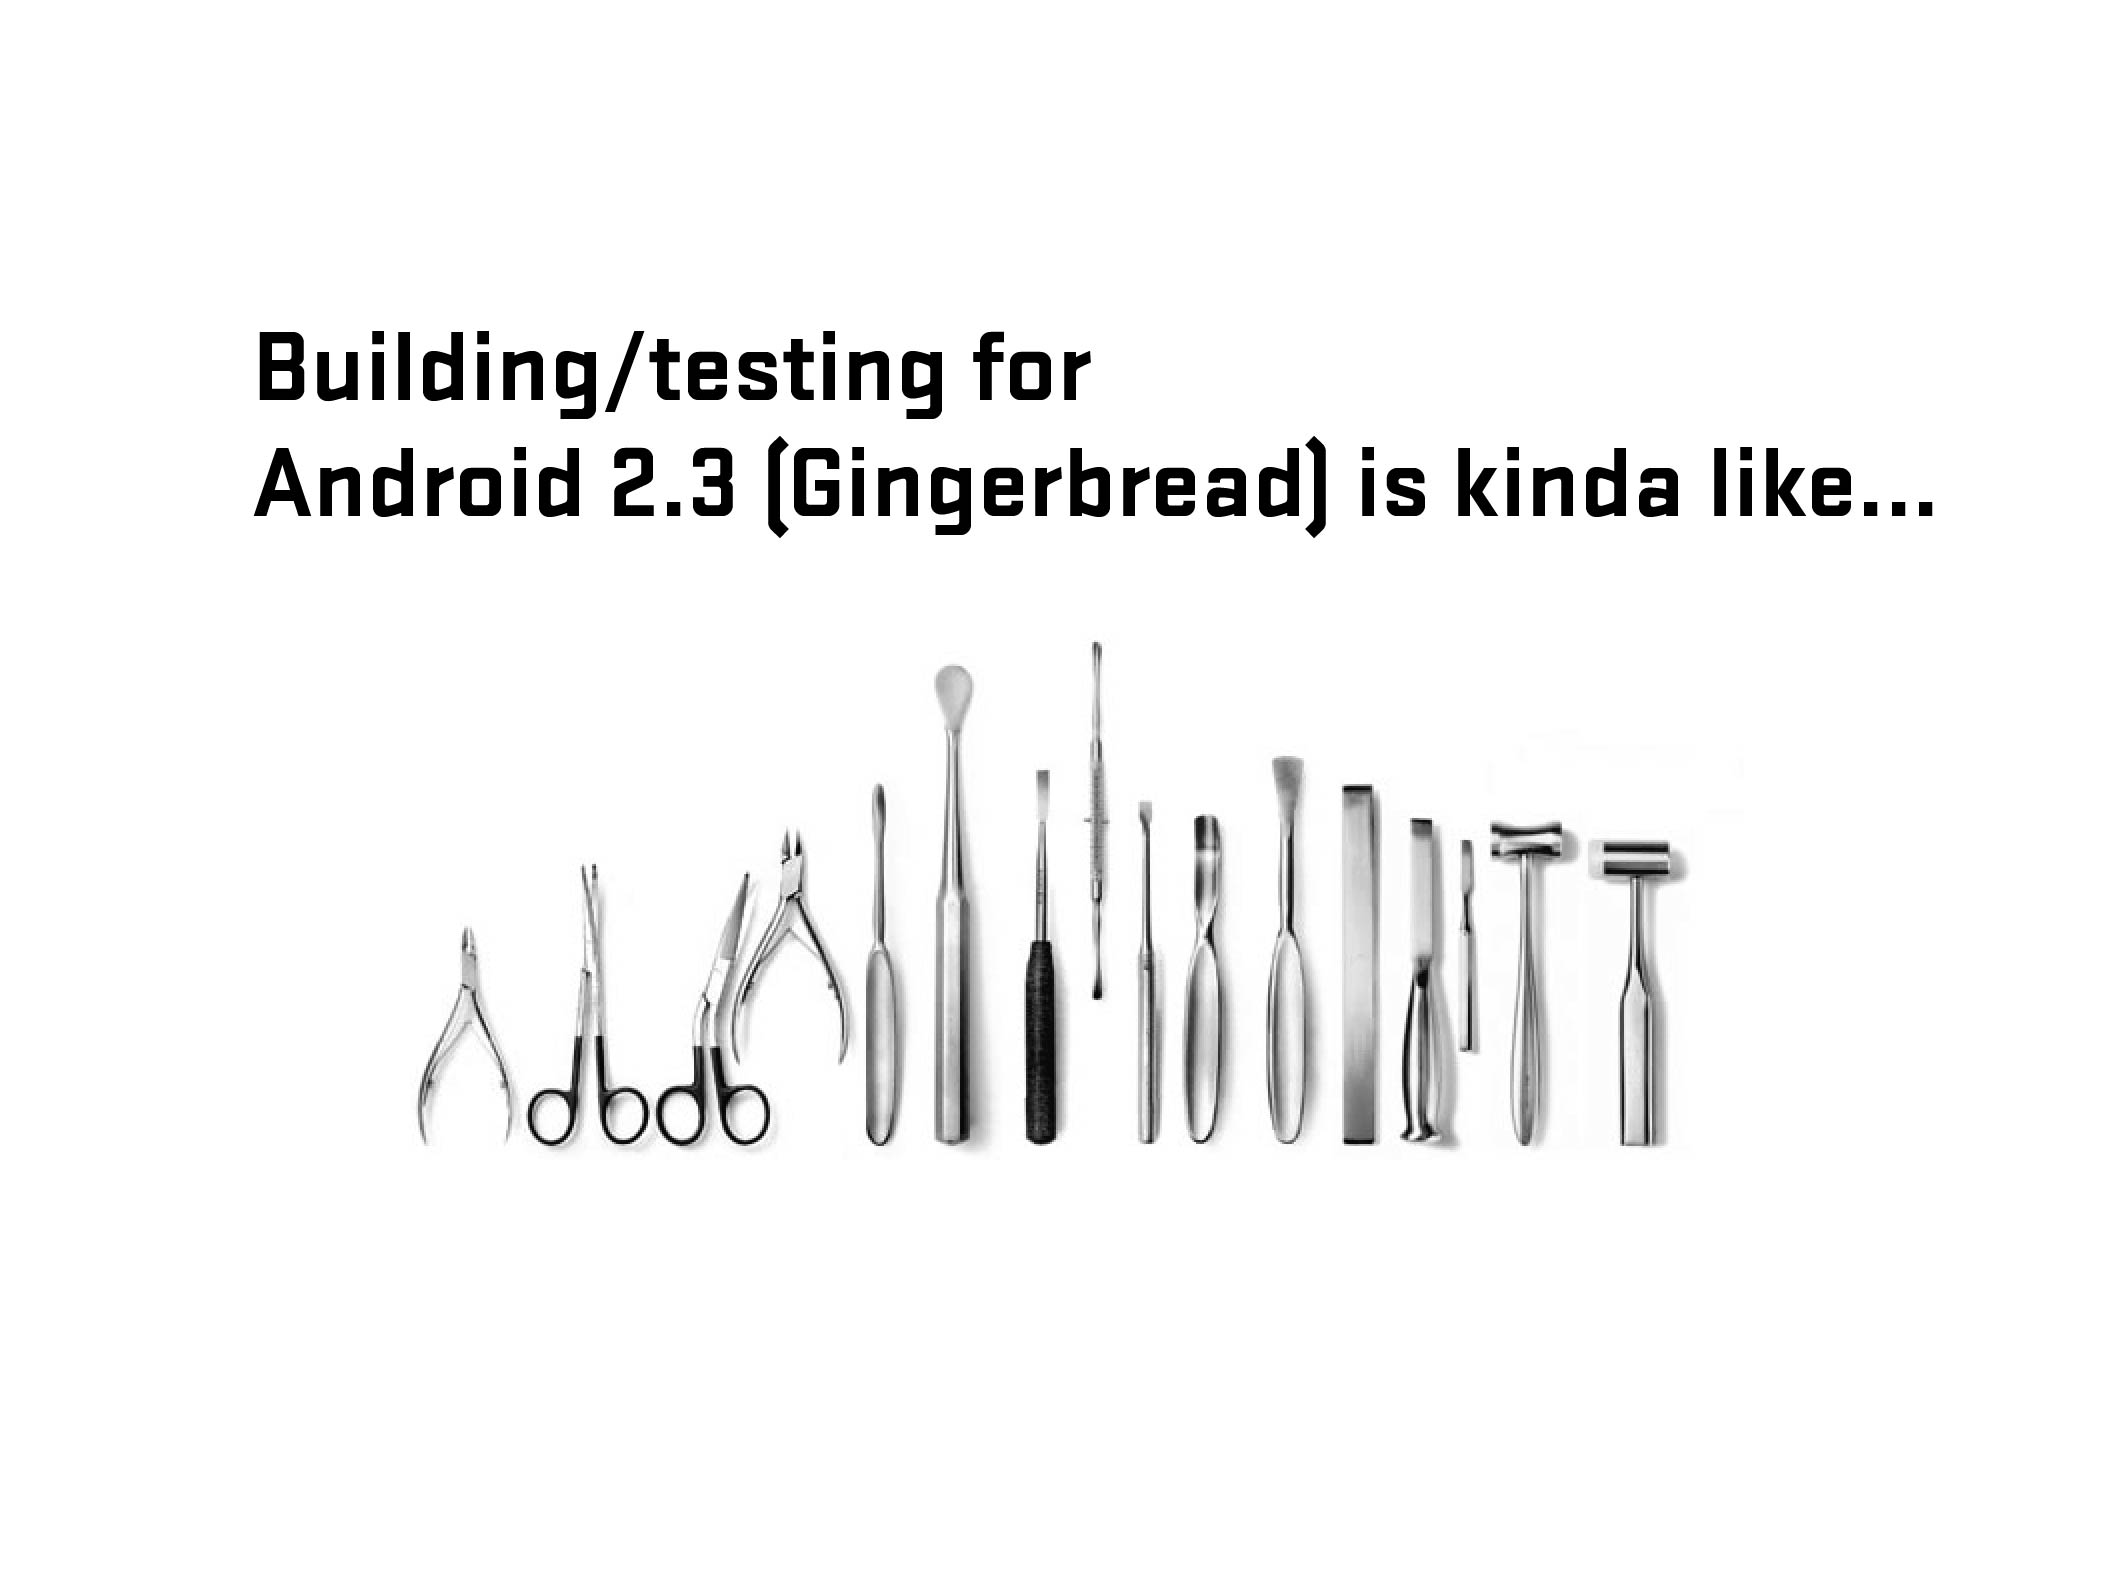 Building/testing for
Android 2.3 (Gingerbread) is kinda like...